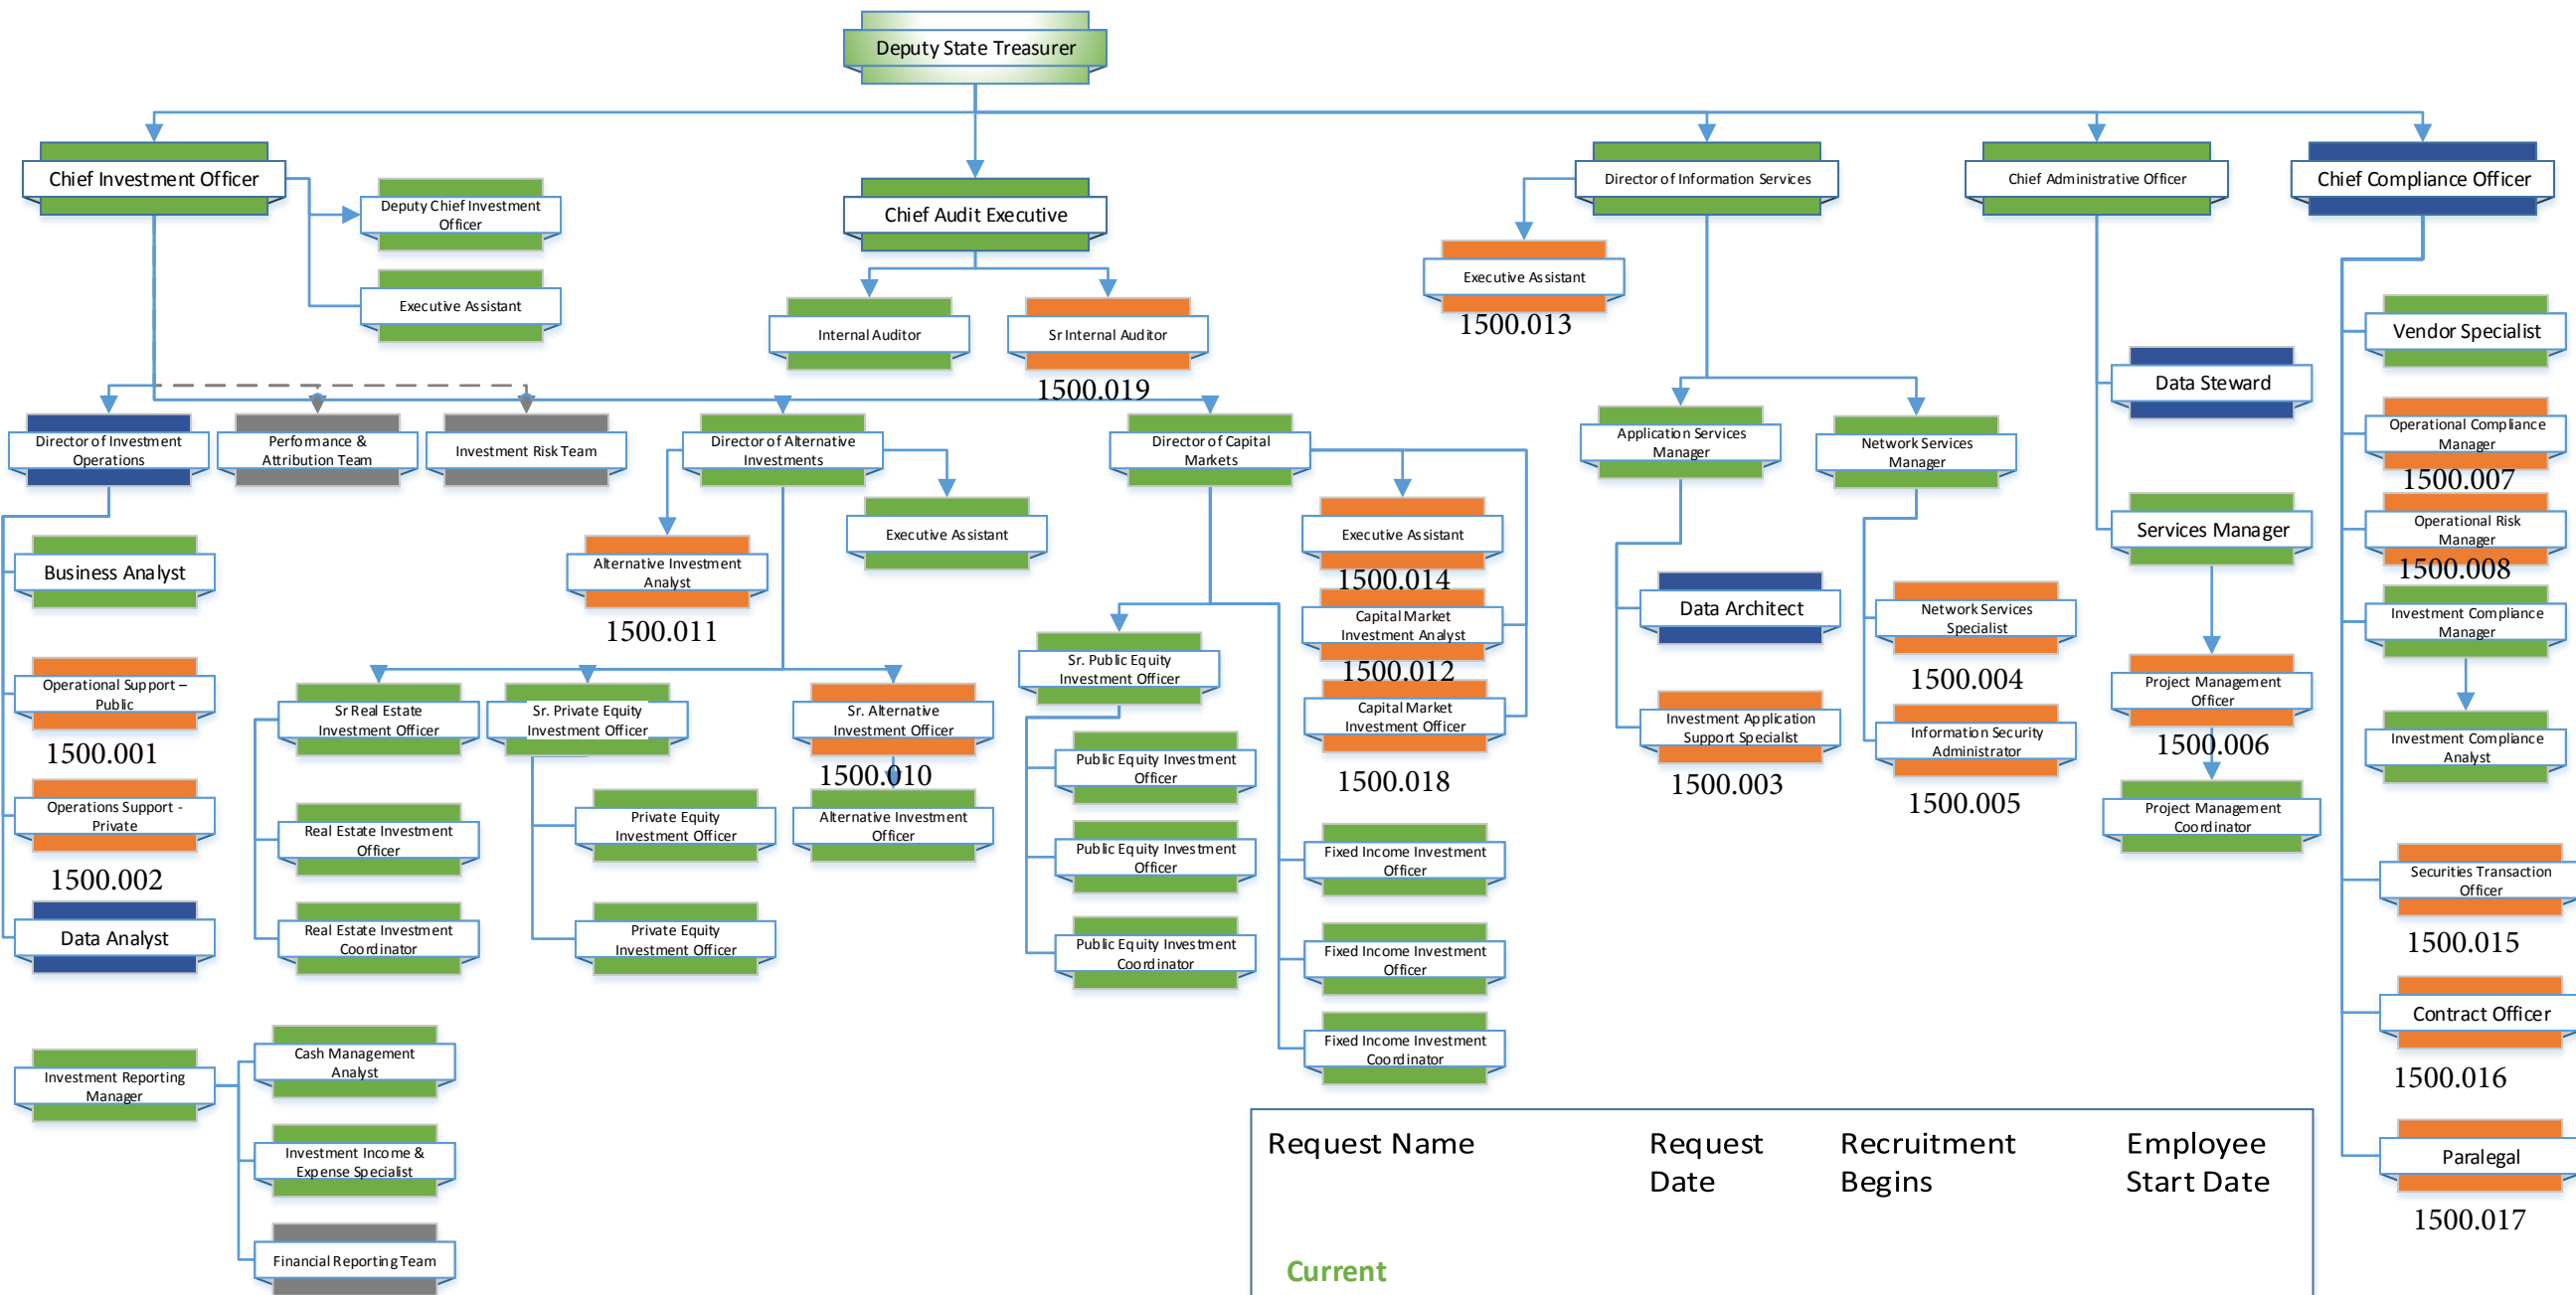 Deputy State Treasurer
Chief Investment Officer
Deputy Chief Investment
Officer
Executive Assistant
Chief Audit Executive
Internal Auditor
Sr Internal Auditor
1500.019
Director of Information Services
Executive Assistant
1500.013
Chief Administrative Officer
Chief Compliance Officer
Director of Investment
Operations
Performance &
Attribution Team
Investment Risk Team
Director of Alternative
Investments
Director of Capital
Markets
Application Services
Manager
Network Services
Manager
Data Steward
Services Manager
Vendor Specialist
Operational Compliance
Manager
1500.007
Operational Risk
Manager
1500.008
Investment Compliance
Manager
Investment Compliance
Analyst
Business Analyst
Operational Support –
Public
1500.001
Operations Support -
Private
1500.002
Data Analyst
Alternative Investment
Analyst
1500.011
Executive Assistant
Sr Real Estate
Investment Officer
Real Estate Investment
Officer
Real Estate Investment
Coordinator
Sr. Private Equity
Investment Officer
Private Equity
Investment Officer
Private Equity
Investment Officer
Sr. Alternative
Investment Officer
1500.010
Alternative Investment
Officer
Sr. Public Equity
Investment Officer
Public Equity Investment
Officer
Public Equity Investment
Officer
Public Equity Investment
Coordinator
Executive Assistant
1500.014
Capital Market
Investment Analyst
1500.012
Capital Market
Investment Officer
1500.018
Fixed Income Investment
Officer
Fixed Income Investment
Officer
Fixed Income Investment
Coordinator
Data Architect
Investment Application
Support Specialist
1500.003
Network Services
Specialist
1500.004
Information Security
Administrator
1500.005
Project Management
Officer
1500.006
Project Management
Coordinator
Securities Transaction
Officer
1500.015
Contract Officer
1500.016
Paralegal
1500.017
Investment Reporting
Manager
Cash Management
Analyst
Investment Income &
Expense Specialist
Financial Reporting Team
Request Name
Request
Date
Recruitment
Begins
Employee
Start Date
Current